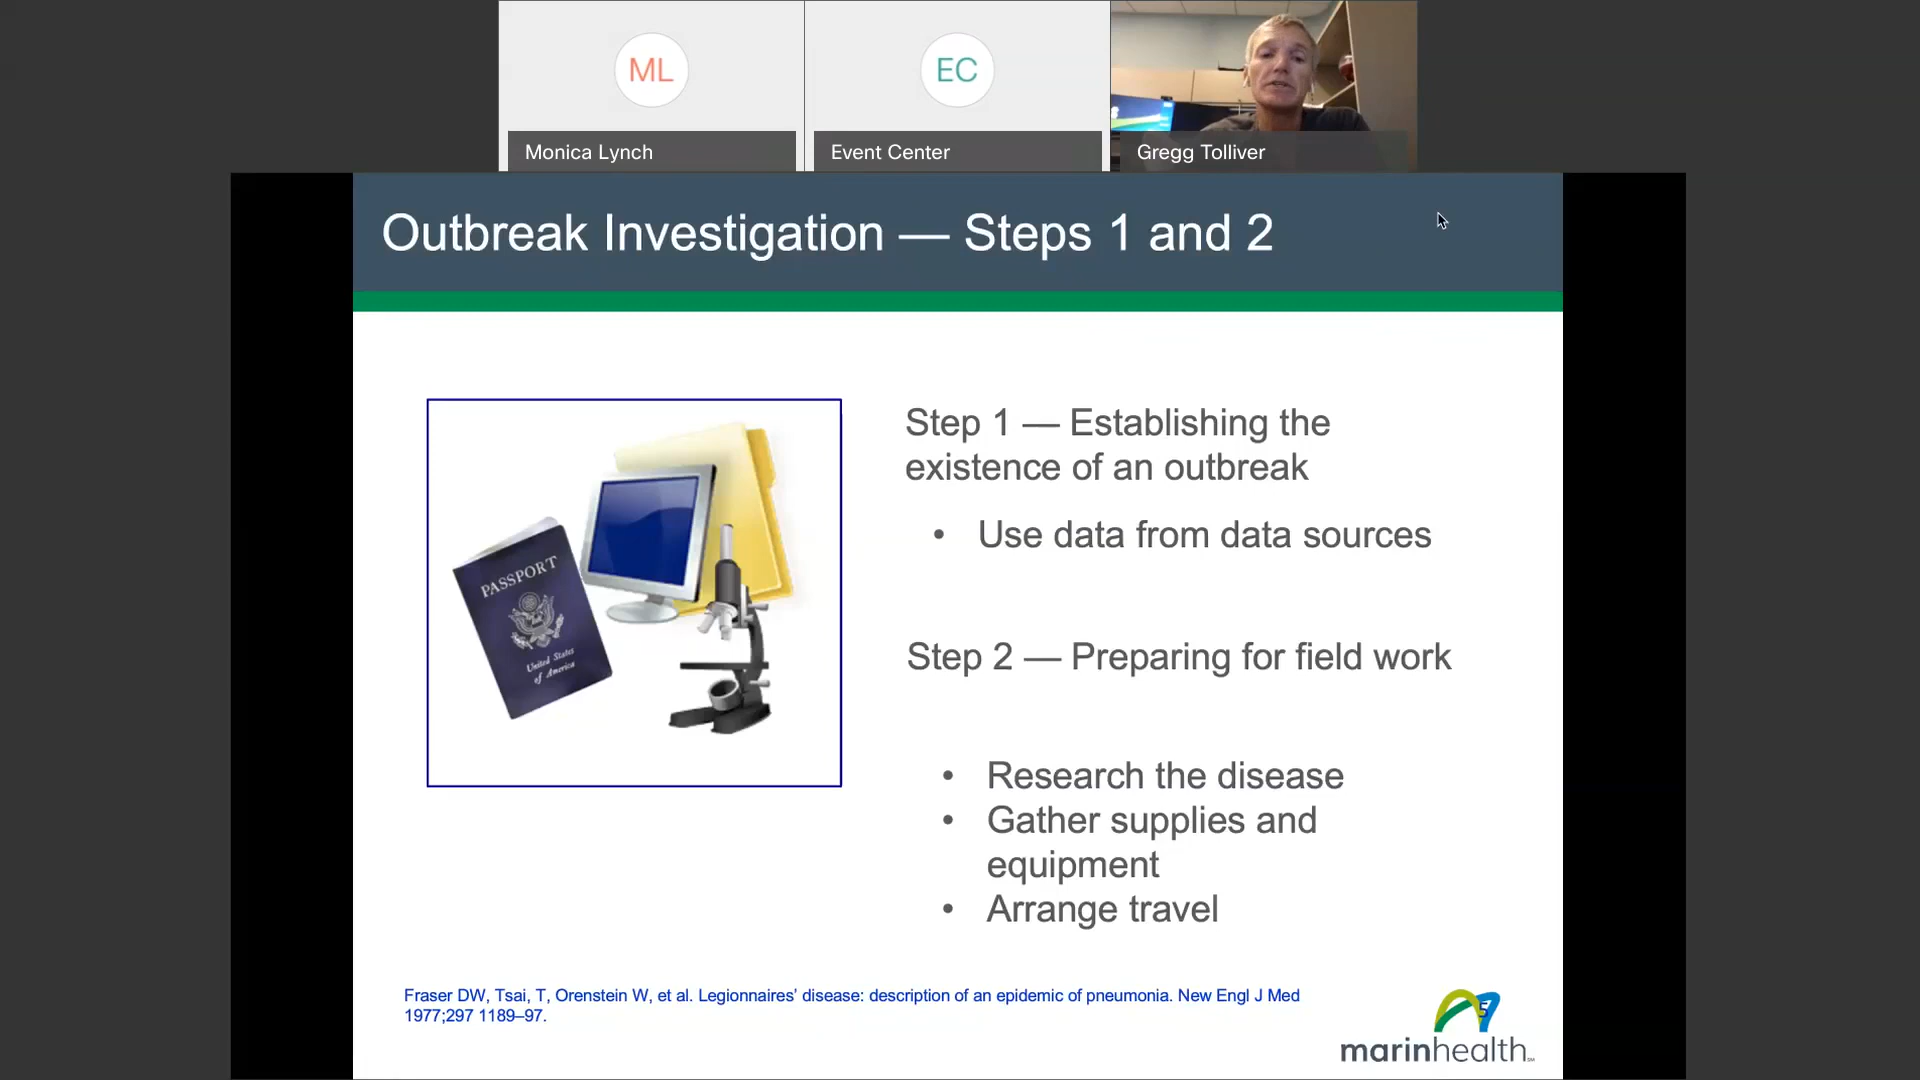 ML
EC
Monica Lynch
Event Center
Gregg Tolliver
Outbreak Investigation — Steps 1 and 2
PASSPORT
United States
of America
Step 1 — Establishing the
existence of an outbreak
• Use data from data sources
Step 2 — Preparing for field work
• Research the disease
• Gather supplies and
equipment
• Arrange travel
Fraser DW, Tsai, T, Orenstein W, et al. Legionnaires’ disease: description of an epidemic of pneumonia. New Engl J Med
1977;297 1189–97.
5
marinhealth